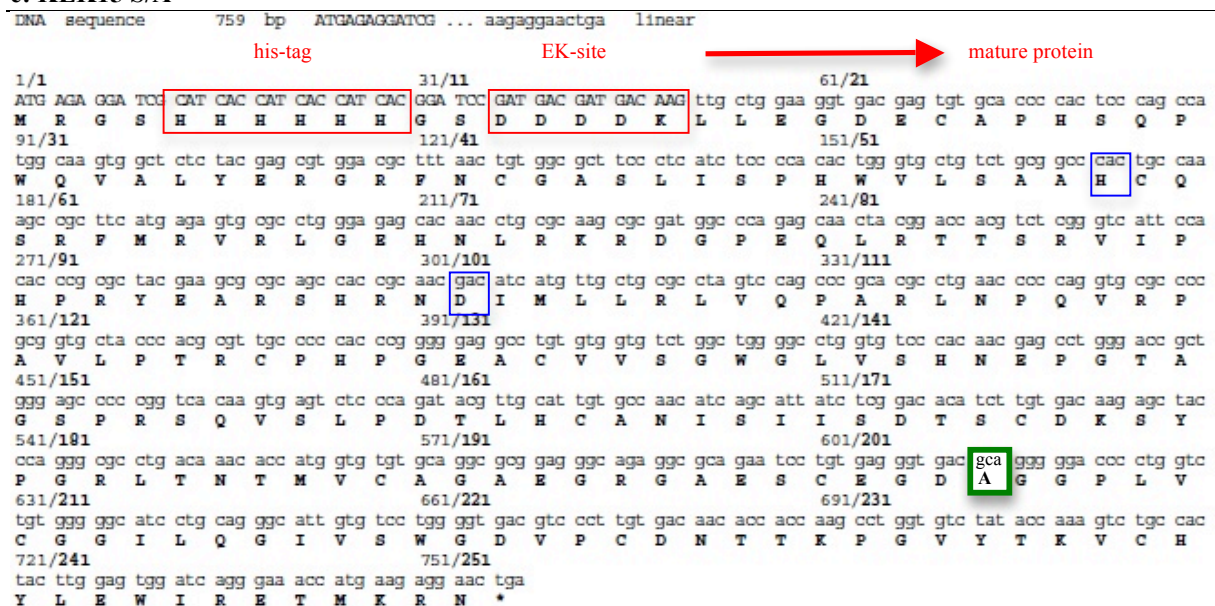 DNA sequence 759 bp ATGAGAGGATCG ... aagaggaactga linear
his-tag EK-site mature protein
1/1 31/11 61/21
ATG AGA GGA TCG CAT CAC CAT CAC CAT CAC GGA TCC GAT GAC GAT GAC AAG ttg ctg gaa ggt gac gag tgt gca ccc cac tcc cag cca
M R G S H H H H H H G S D D D D K L L E G D E C A P H S Q P
91/31 121/41 151/51
tgg caa gtg gct ctc tac gag cgt gga cgc ttt aac tgt ggc gct tcc ctc atc tcc cca cac tgg gtg ctg tct gcg gcc cac tgc caa
W Q V A L Y E R G R F N C G A S L I S P H W V L S A A H C Q
181/61 211/71 241/81
agc cgc ttc atg aga gtg cgc ctg gga gag cac aac ctg cgc aag cgc gat ggc cca gag caa cta cgg acc acg tct cgg gtc att cca
S R F M R V R L G E H N L R K R D G P E Q L R T T S R V I P
271/91 301/101 331/111
cac ccg cgc tac gaa gcg cgc agc cac cgc aac gac atc atg ttg ctg cgc cta gtc cag ccc gca cgc ctg aac ccc cag gtg cgc ccc
H P R Y E A R S H R N D I M L L R L V Q P A R L N P Q V R P
361/121 391/131 421/141
gcg gtg cta ccc acg cgt tgc ccc cac ccg ggg gag gcc tgt gtg gtg tct ggc tgg ggc ctg gtg tcc cac aac gag cct ggg acc gct
A V L P T R C P H P G E A C V V S G W G L V S H N E P G T A
451/151 481/161 511/171
ggg agc ccc cgg tca caa gtg agt ctc cca gat acg ttg cat tgt gcc aac atc agc att atc tcg gac aca tct tgt gac aag agc tac
G S P R S Q V S L P D T L H C A N I S I I S D T S C D K S Y
541/181 571/191 601/201
cca ggg cgc ctg aca aac acc atg gtg tgt gca ggc gcg gag ggc aga ggc gca gaa tcc tgt gag ggt gac gca ggg gga ccc ctg gtc
P G R L T N T M V C A G A E G R G A E S C E G D A G G P L V
631/211 661/221 691/231
tgt ggg ggc atc ctg cag ggc att gtg tcc tgg ggt gac gtc cct tgt gac aac acc acc aag cct ggt gtc tat acc aaa gtc tgc cac
C G G I L Q G I V S W G D V P C D N T T K P G V Y T K V C H
721/241 751/251
tac ttg gag tgg atc agg gaa acc atg aag agg aac tga
Y L E W I R E T M K R N *